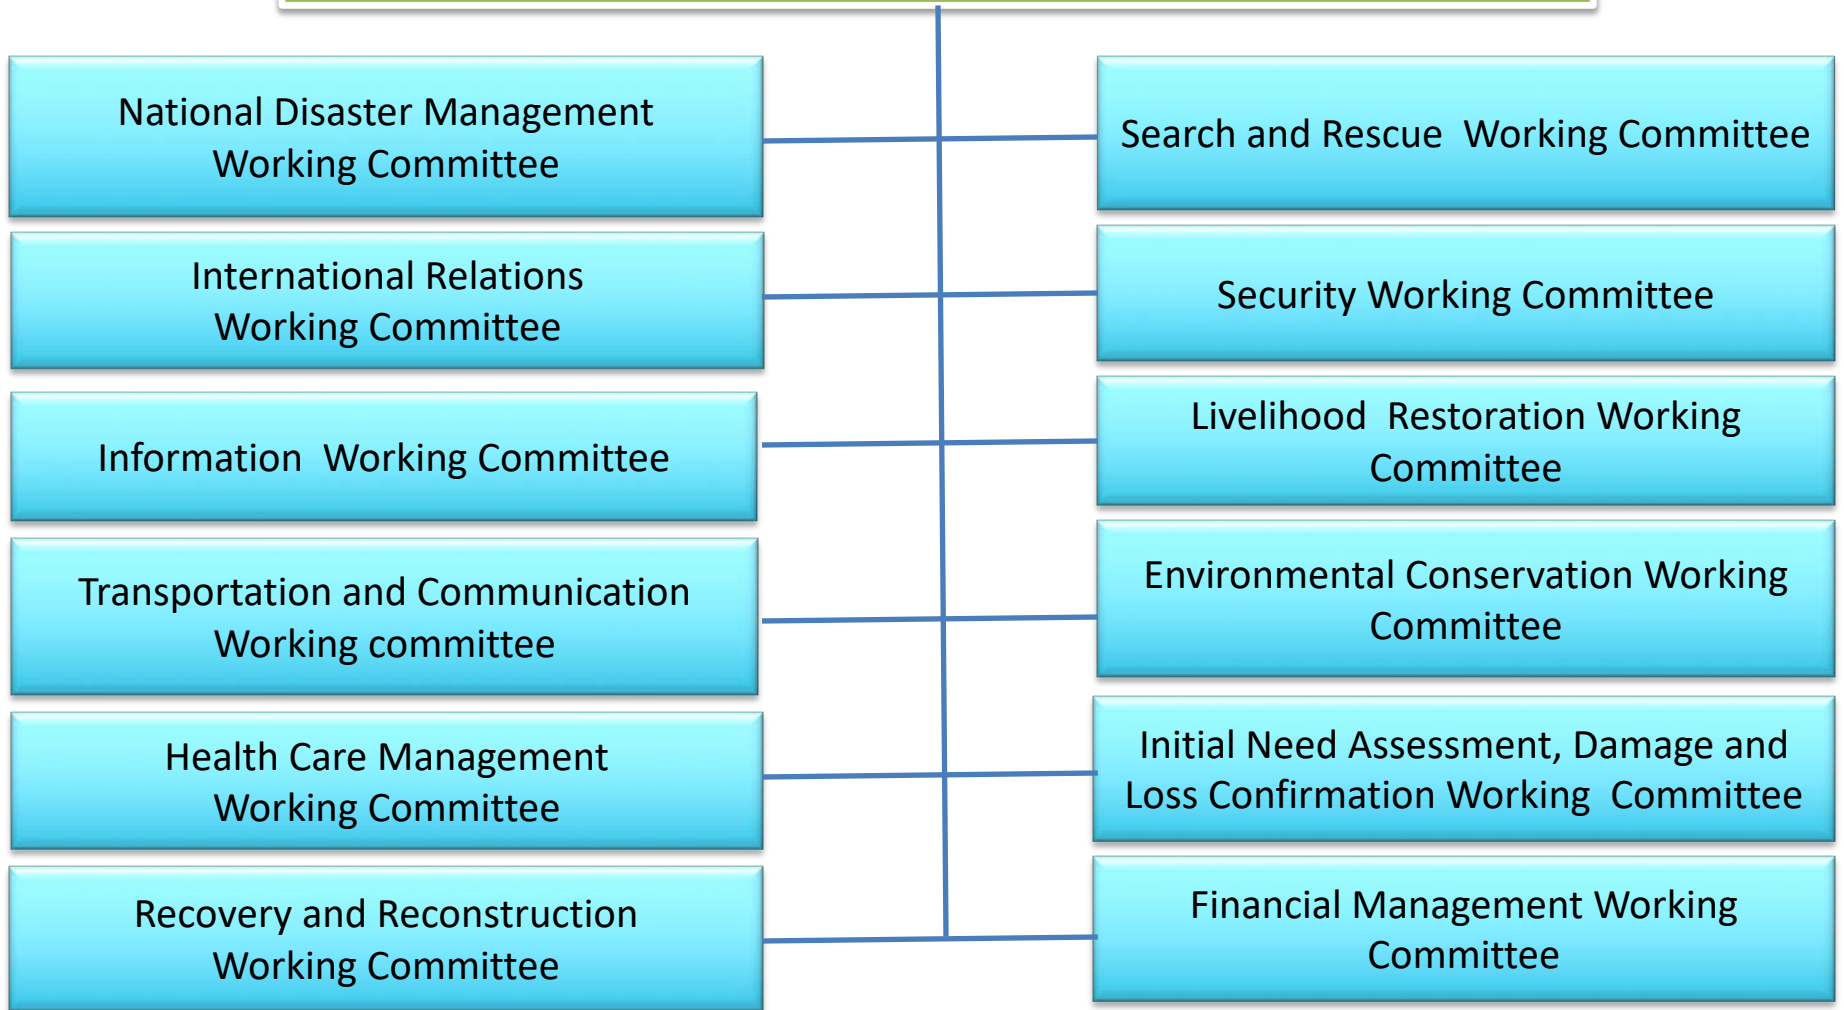 National Disaster Management
Working Committee
Search and Rescue  Working Committee
International Relations
Working Committee
Security Working Committee
Information  Working Committee
Livelihood  Restoration Working
Committee
Transportation and Communication
Working committee
Environmental Conservation Working
Committee
Health Care Management
Working Committee
Initial Need Assessment, Damage and
Loss Confirmation Working  Committee
Recovery and Reconstruction
Working Committee
Financial Management Working
Committee